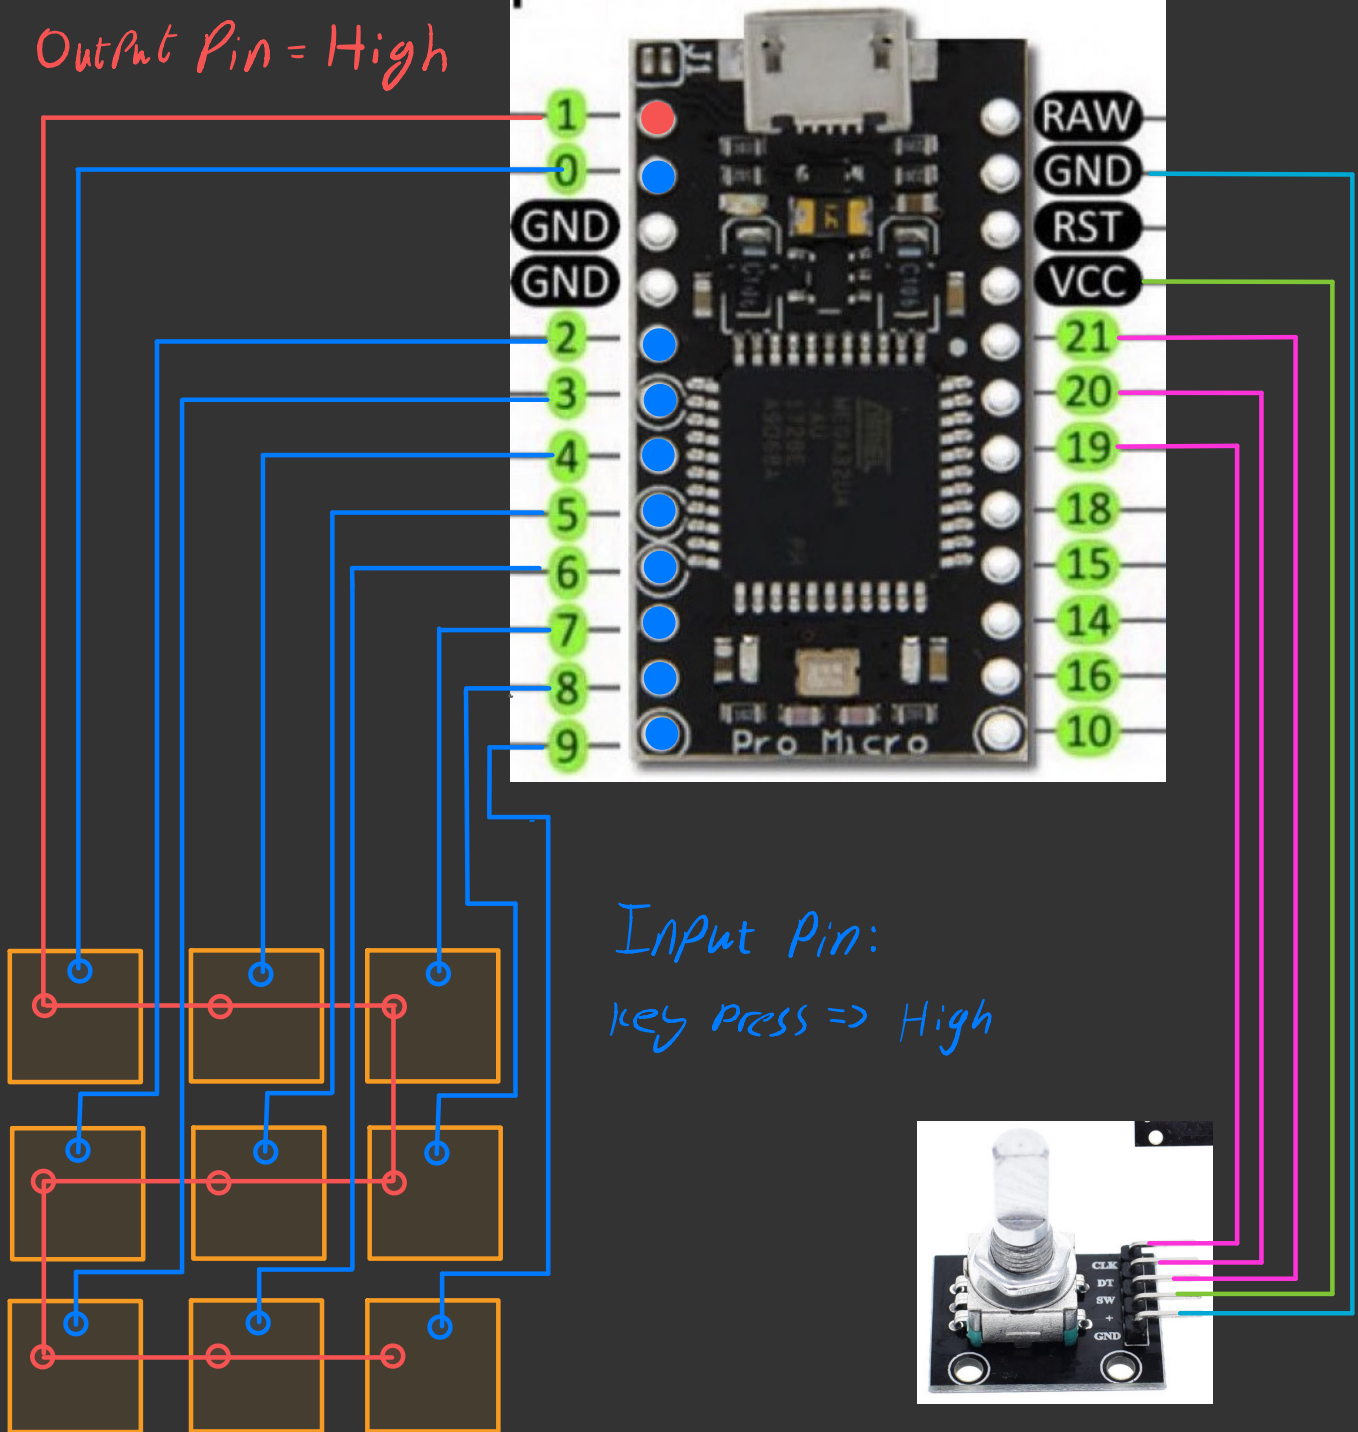 Output Pin = High
J1
1
RAW
0
GND
GND
RST
GND
VCC
2
21
3
20
4
19
5
18
6
15
7
14
8
16
9
10
Pro Micro
Input Pin:
key press => High
CLK
DT
SW
+
GND